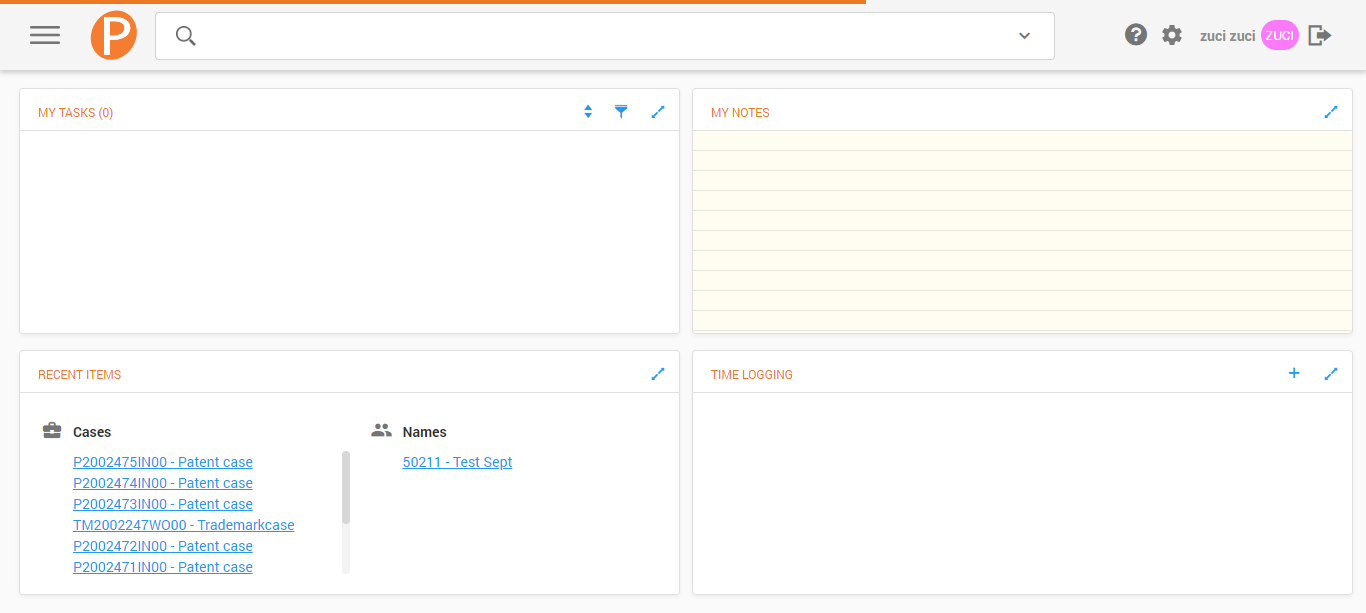 P
? zuci zuci ZUCI
MY TASKS (0)
MY NOTES
RECENT ITEMS
Cases
P2002475IN00 - Patent case
P2002474IN00 - Patent case
P2002473IN00 - Patent case
TM2002247WO00 - Trademarkcase
P2002472IN00 - Patent case
P2002471IN00 - Patent case
Names
50211 - Test Sept
TIME LOGGING